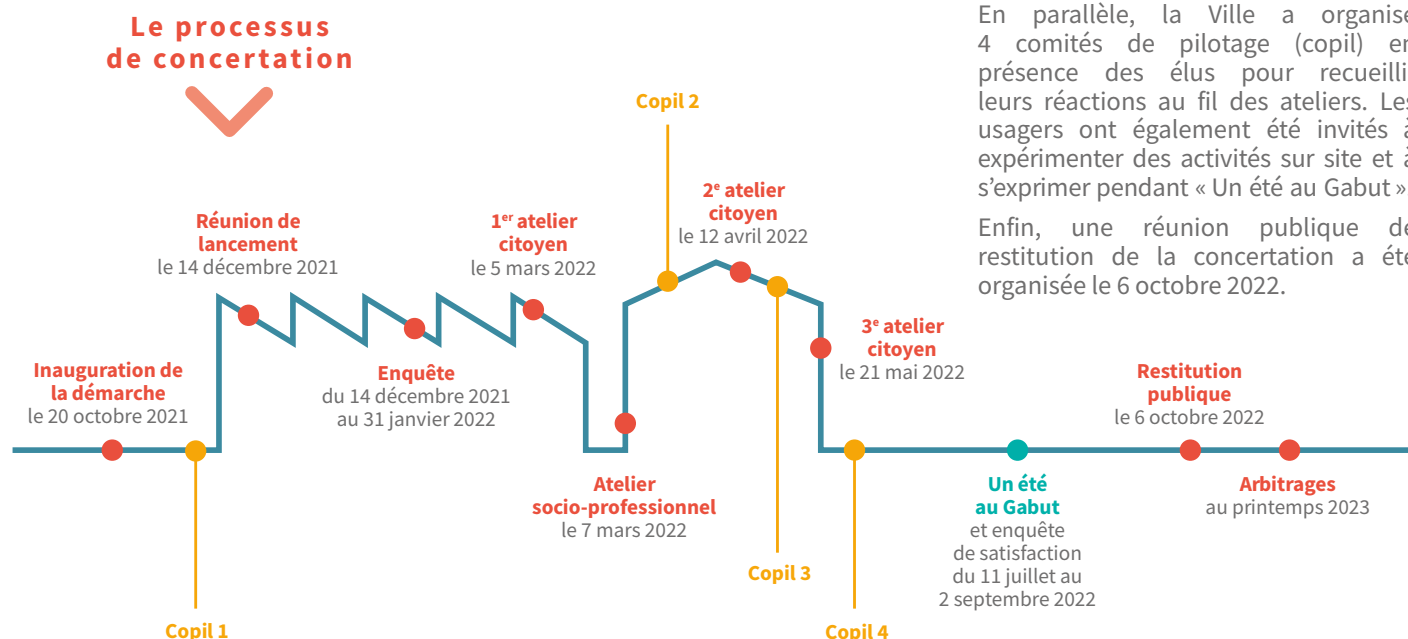 Le processus
de concertation
En parallèle, la Ville a organisé
4 comités de pilotage (copil) en
présence des élus pour recueillir
leurs réactions au fil des ateliers. Les
usagers ont également été invités à
expérimenter des activités sur site et à
s’exprimer pendant « Un été au Gabut »
Enfin, une réunion publique de
restitution de la concertation a été
organisée le 6 octobre 2022.
Inauguration de
la démarche
le 20 octobre 2021
Copil 1
Réunion de
lancement
le 14 décembre 2021
Enquête
du 14 décembre 2021
au 31 janvier 2022
1er atelier
citoyen
le 5 mars 2022
Atelier
socio-professionnel
le 7 mars 2022
Copil 2
2e atelier
citoyen
le 12 avril 2022
Copil 3
3e atelier
citoyen
le 21 mai 2022
Copil 4
Un été
au Gabut
et enquête
de satisfaction
du 11 juillet au
2 septembre 2022
Restitution
publique
le 6 octobre 2022
Arbitrages
au printemps 2023